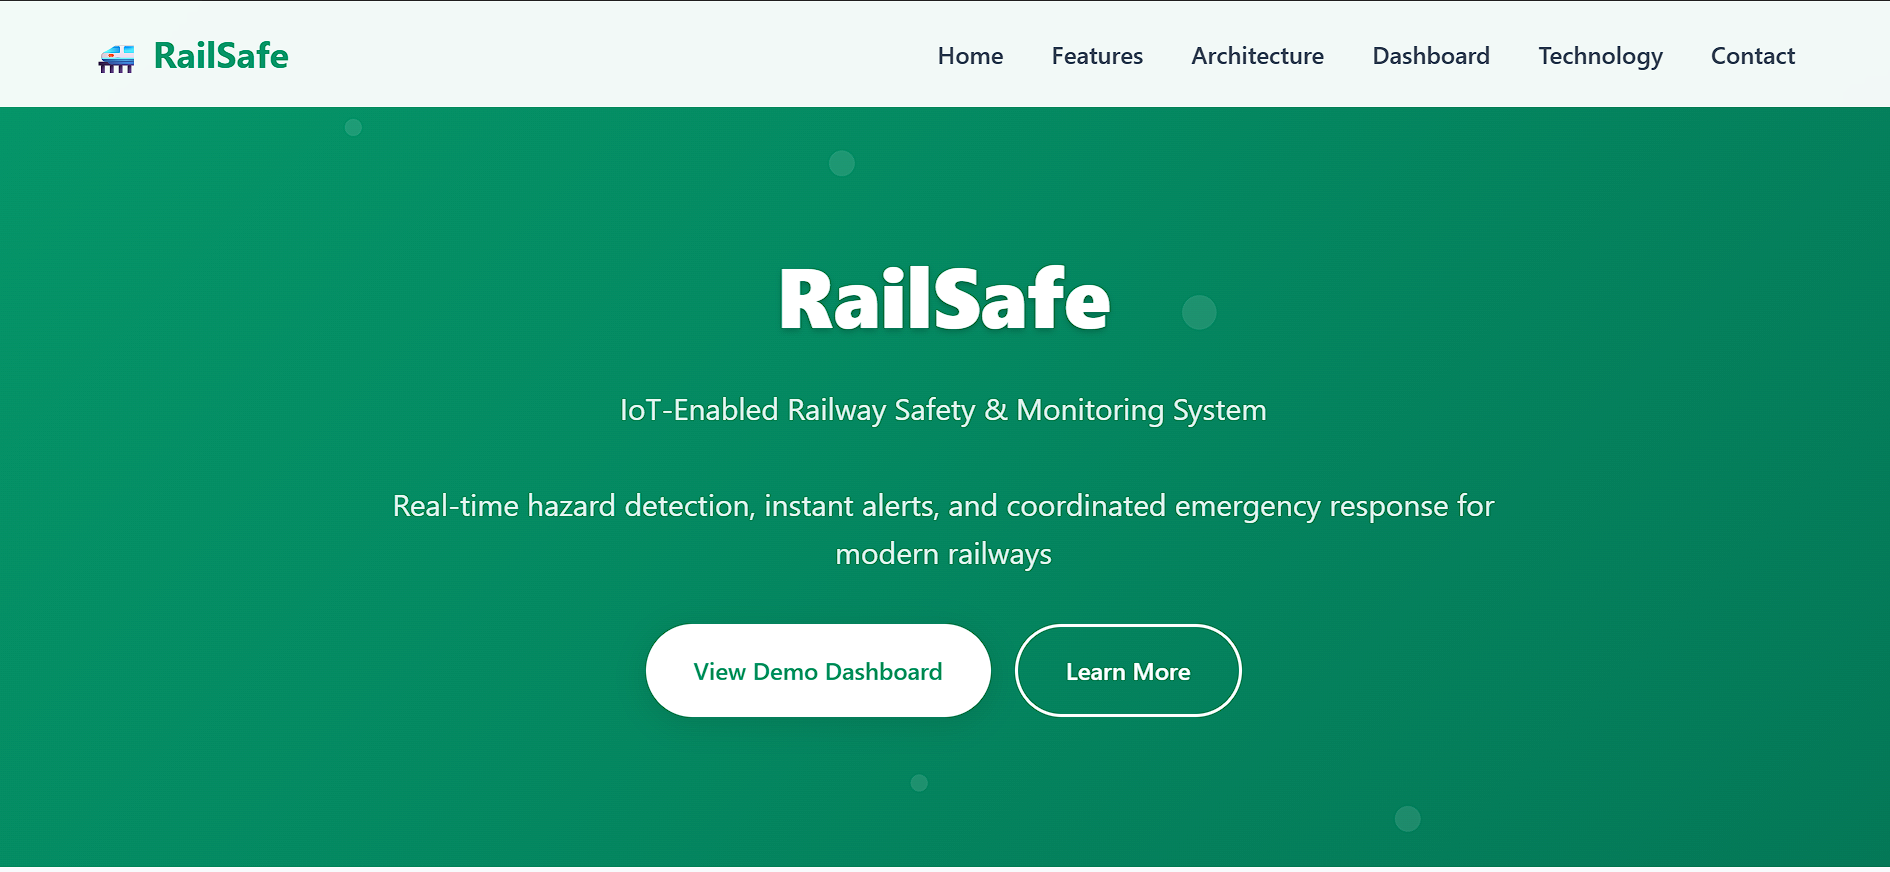 RailSafe
Home Features Architecture Dashboard Technology Contact
RailSafe
IoT-Enabled Railway Safety & Monitoring System
Real-time hazard detection, instant alerts, and coordinated emergency response for
modern railways
View Demo Dashboard
Learn More